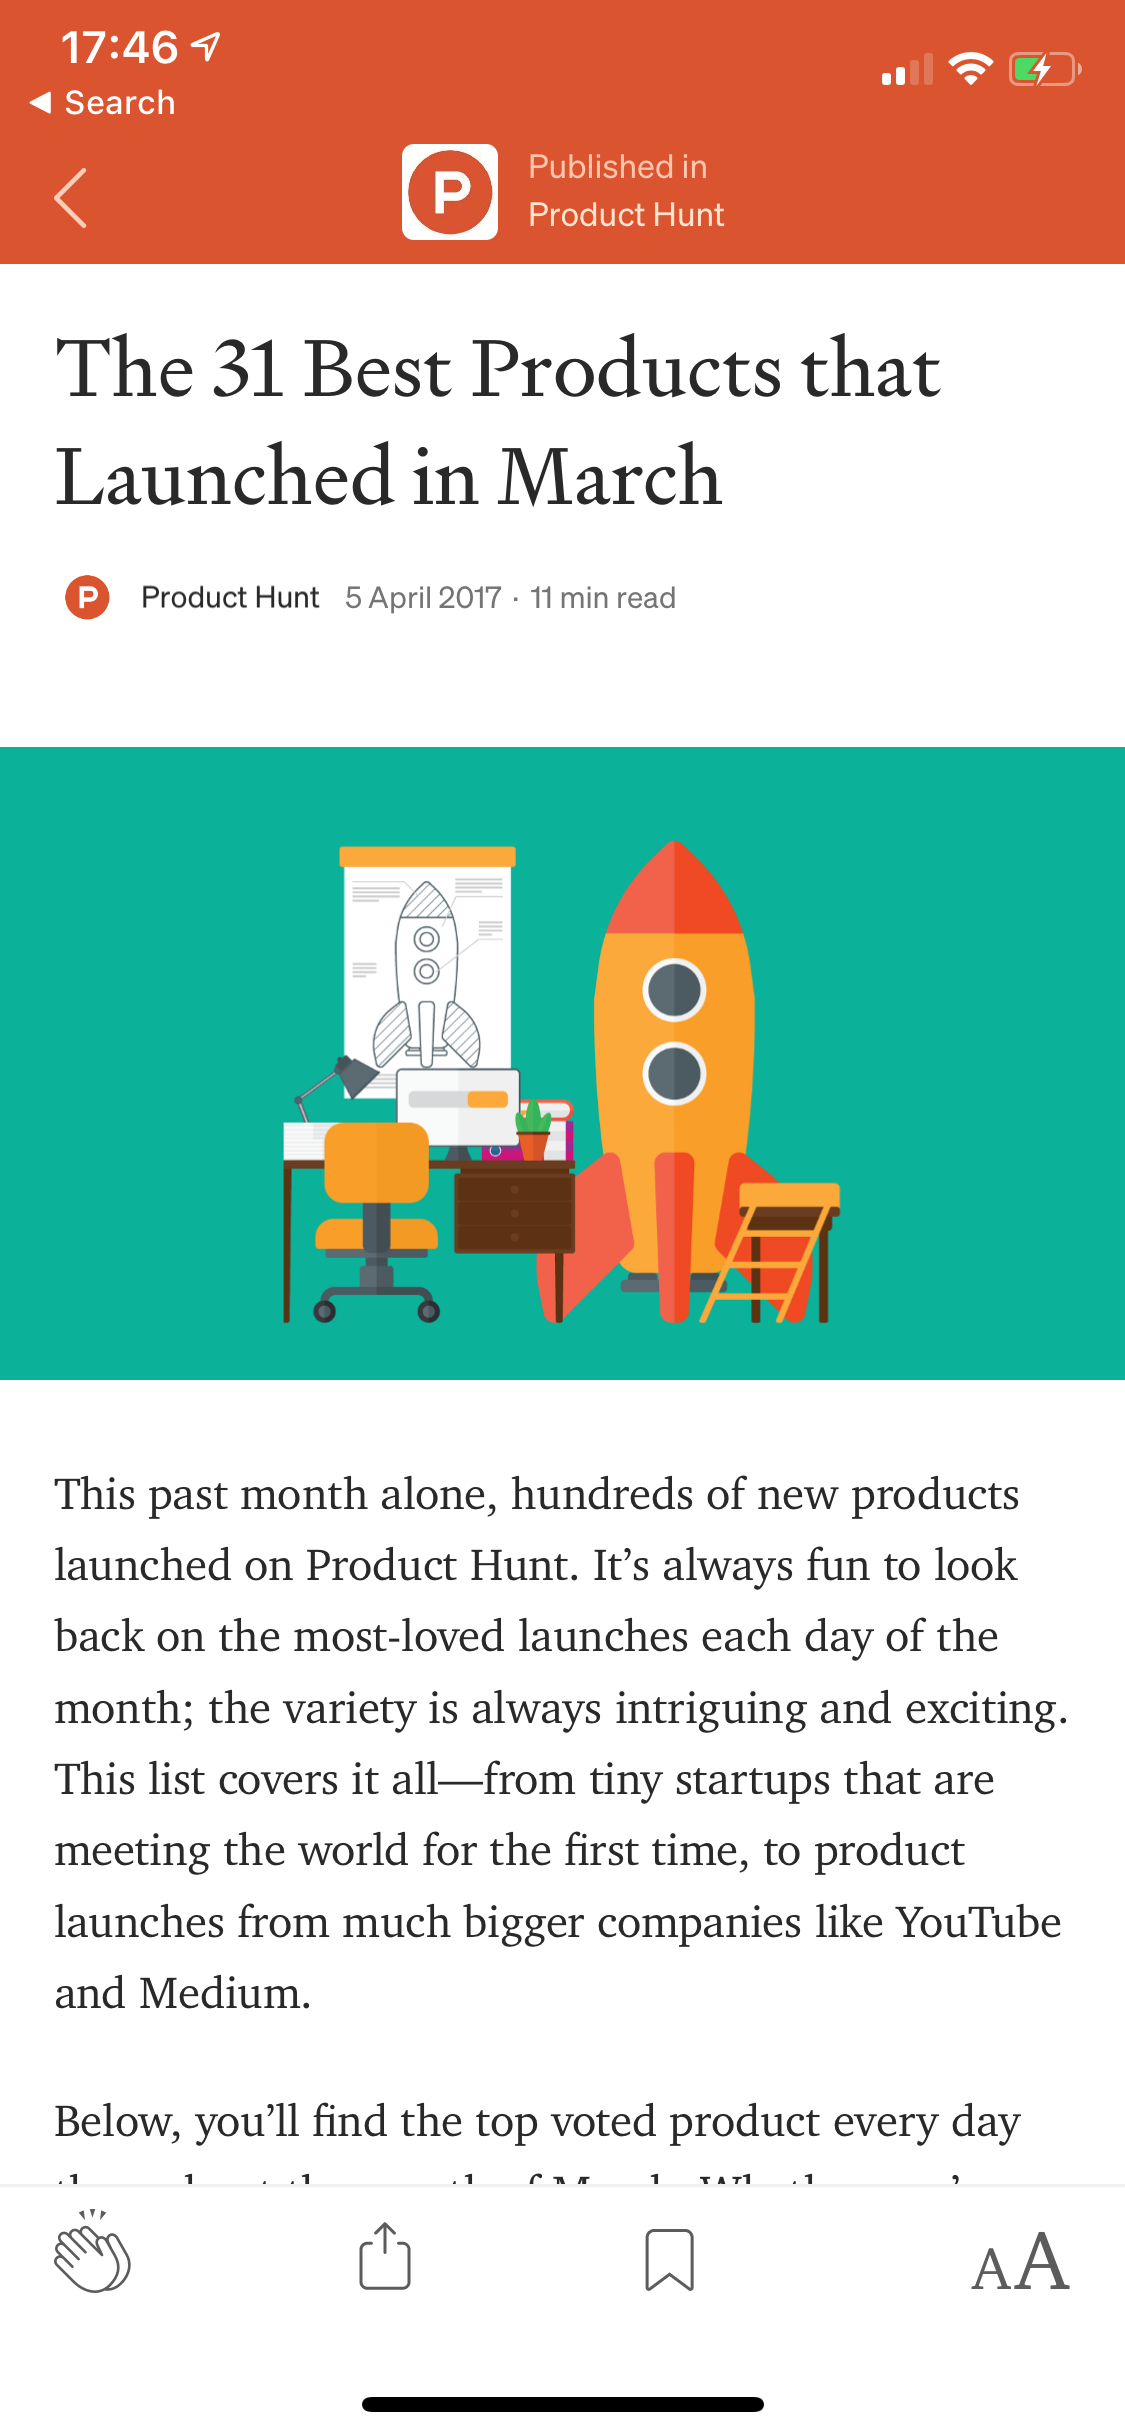 17:46
Search
P
Published in
Product Hunt
The 31 Best Products that
Launched in March
P Product Hunt 5 April 2017 · 11 min read
This past month alone, hundreds of new products
launched on Product Hunt. It’s always fun to look
back on the most-loved launches each day of the
month; the variety is always intriguing and exciting.
This list covers it all—from tiny startups that are
meeting the world for the first time, to product
launches from much bigger companies like YouTube
and Medium.
Below, you’ll find the top voted product every day
AA